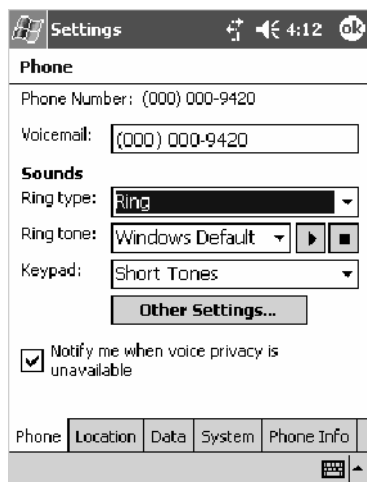 Settings 4:12 ok
Phone
Phone Number: (000) 000-9420
Voicemail: (000) 000-9420
Sounds
Ring type: Ring
Ring tone: Windows Default
Keypad: Short Tones
Other Settings...
Notify me when voice privacy is
unavailable
Phone Location Data System Phone Info